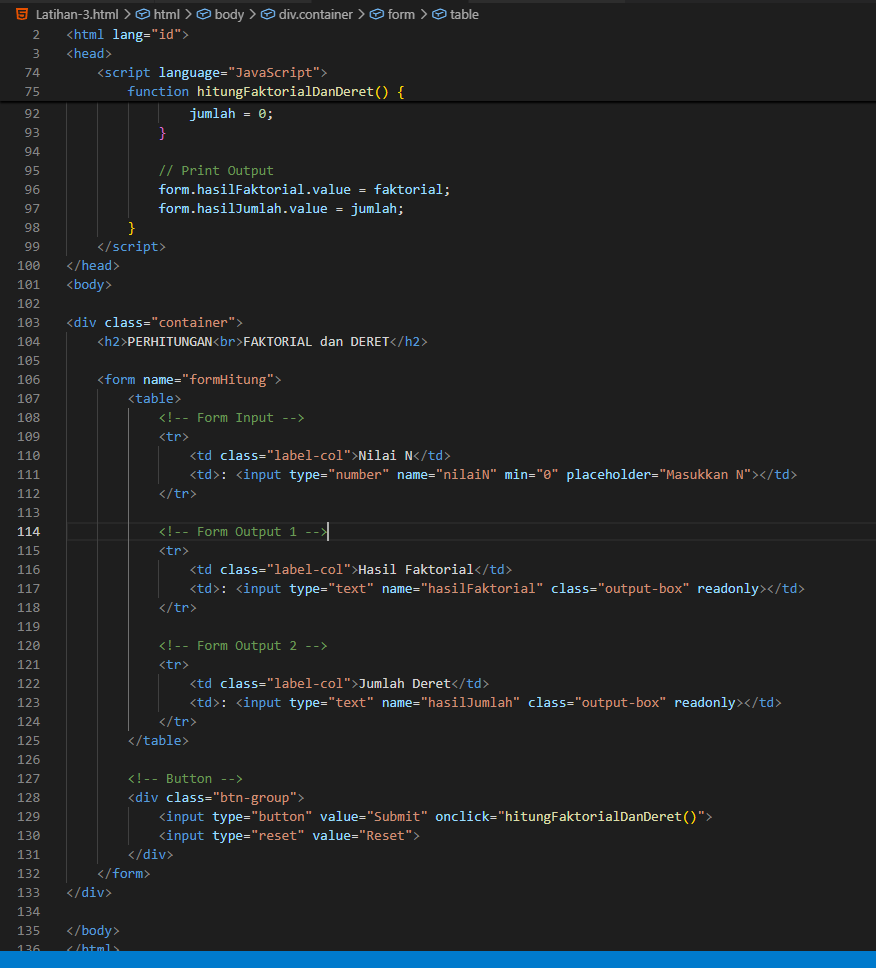 Latihan-3.html > html > body > div.container > form > table
2 <html lang="id">
3 <head>
74 <script language="JavaScript">
75 function hitungFaktorialDanDeret() {
92 jumlah = 0;
93 }
94
95 // Print Output
96 form.hasilFaktorial.value = faktorial;
97 form.hasilJumlah.value = jumlah;
98 }
99 </script>
100 </head>
101 <body>
102
103 <div class="container">
104 <h2>PERHITUNGAN<br>FAKTORIAL dan DERET</h2>
105
106 <form name="formHitung">
107 <table>
108 <!-- Form Input -->
109 <tr>
110 <td class="label-col">Nilai N</td>
111 <td>: <input type="number" name="nilaiN" min="0" placeholder="Masukkan N"></td>
112 </tr>
113
114 <!-- Form Output 1 -->
115 <tr>
116 <td class="label-col">Hasil Faktorial</td>
117 <td>: <input type="text" name="hasilFaktorial" class="output-box" readonly></td>
118 </tr>
119
120 <!-- Form Output 2 -->
121 <tr>
122 <td class="label-col">Jumlah Deret</td>
123 <td>: <input type="text" name="hasilJumlah" class="output-box" readonly></td>
124 </tr>
125 </table>
126
127 <!-- Button -->
128 <div class="btn-group">
129 <input type="button" value="Submit" onclick="hitungFaktorialDanDeret()">
130 <input type="reset" value="Reset">
131 </div>
132 </form>
133 </div>
134
135 </body>
136 </html>